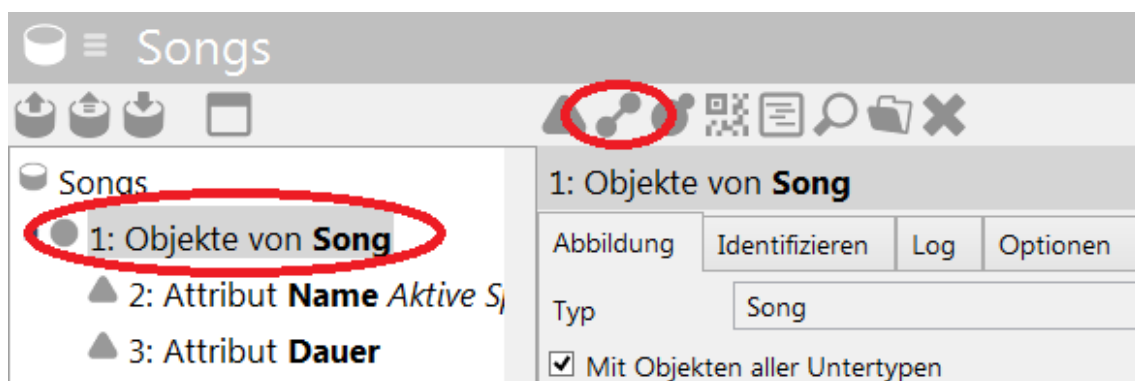 Songs
Songs
1: Objekte von Song
2: Attribut Name Aktive Sp
3: Attribut Dauer
1: Objekte von Song
Abbildung Identifizieren Log Optionen
Typ Song
Mit Objekten aller Untertypen